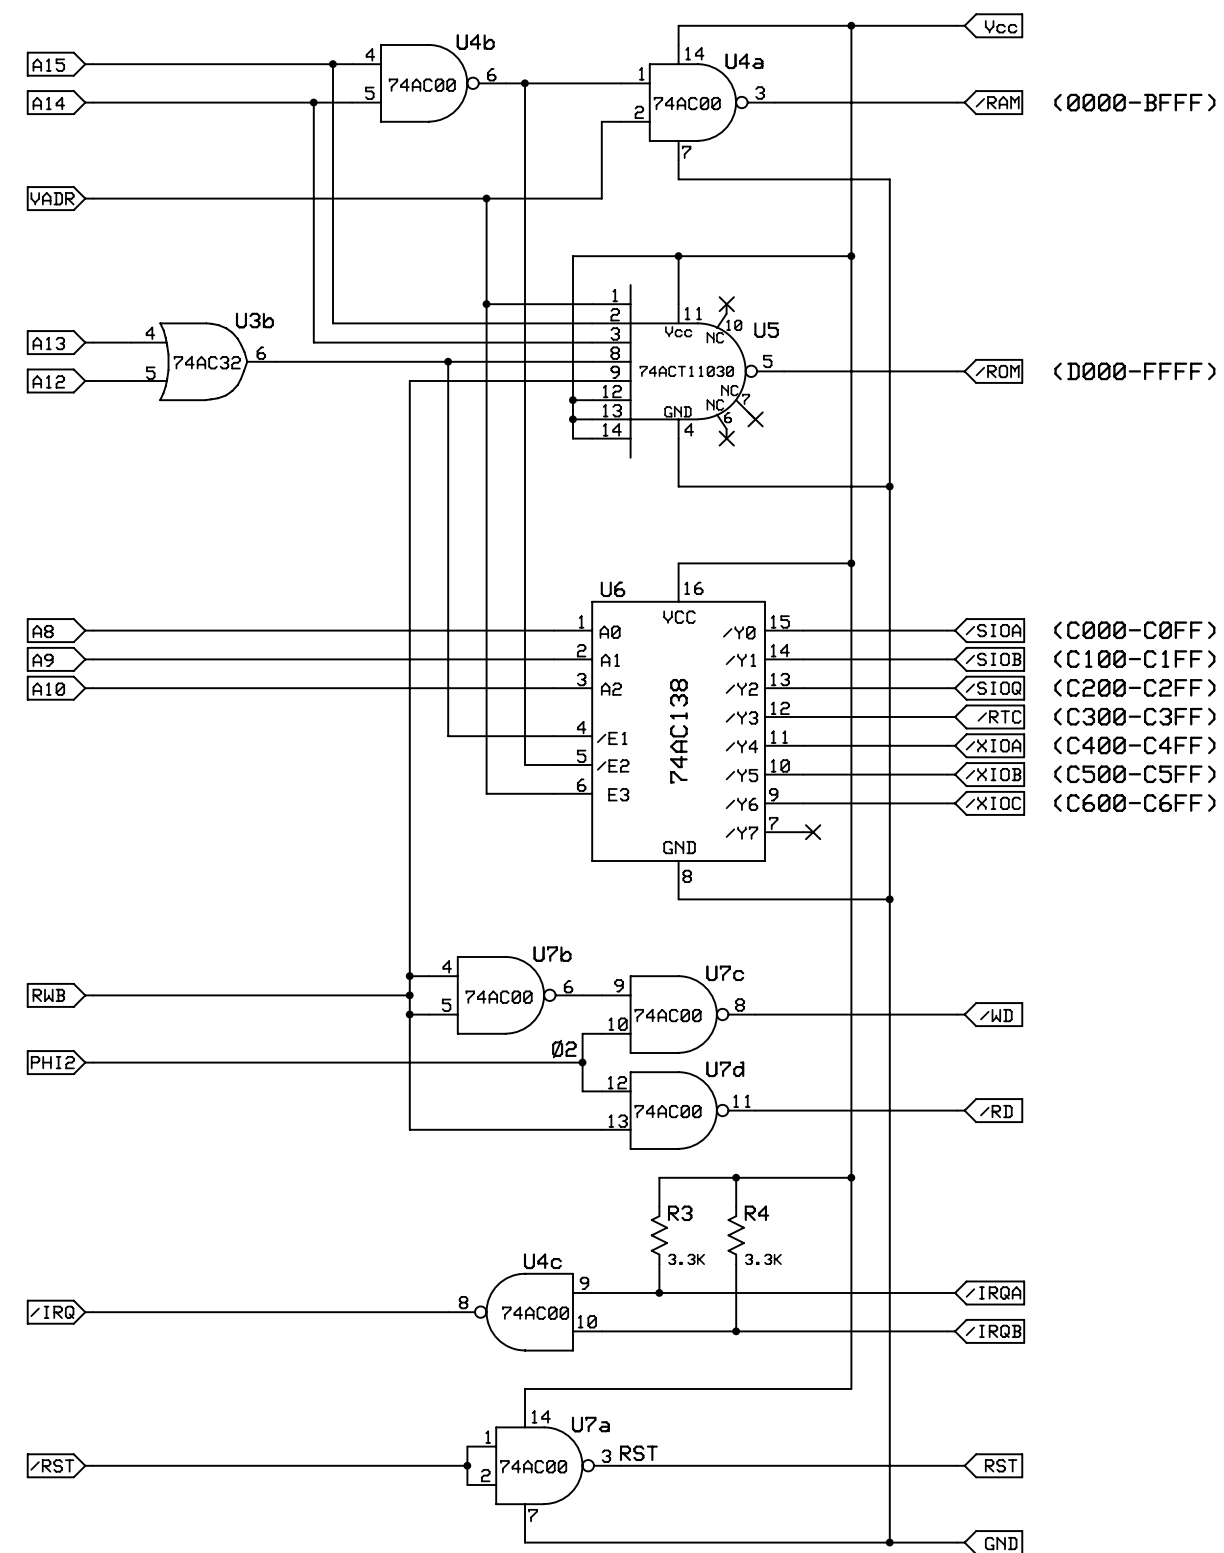 Vcc
U4b
A15
4
14
U4a
6
1
74AC00
5
A14
74AC00
3
/RAM
(0000-BFFF)
2
7
VADR
1
2
11
10
U5
U3b
Vcc
NC
A13
4
3
74AC32
6
8
5
74ACT11030
/ROM
(D000-FFFF)
A12
5
9
NC
7
12
NC
13
GND
6
14
4
U6
16
VCC
A8
1
A0
/Y0
15
/SIOA
(C000-C0FF)
A9
2
A1
/Y1
14
/SIOB
(C100-C1FF)
A10
3
A2
/Y2
13
/SIOQ
(C200-C2FF)
74AC138
/Y3
12
/RTC
(C300-C3FF)
4
/E1
/Y4
11
/XIOA
(C400-C4FF)
5
/E2
/Y5
10
/XIOB
(C500-C5FF)
6
E3
/Y6
9
/XIOC
(C600-C6FF)
/Y7
7
GND
8
U7b
4
U7c
RWB
74AC00
6
9
5
74AC00
8
/WD
10
Ø2
PHI2
U7d
12
74AC00
11
/RD
13
R3
R4
3.3K
3.3K
U4c
9
/IRQA
/IRQ
8
74AC00
10
/IRQB
14
U7a
1
/RST
74AC00
3
RST
RST
2
7
GND